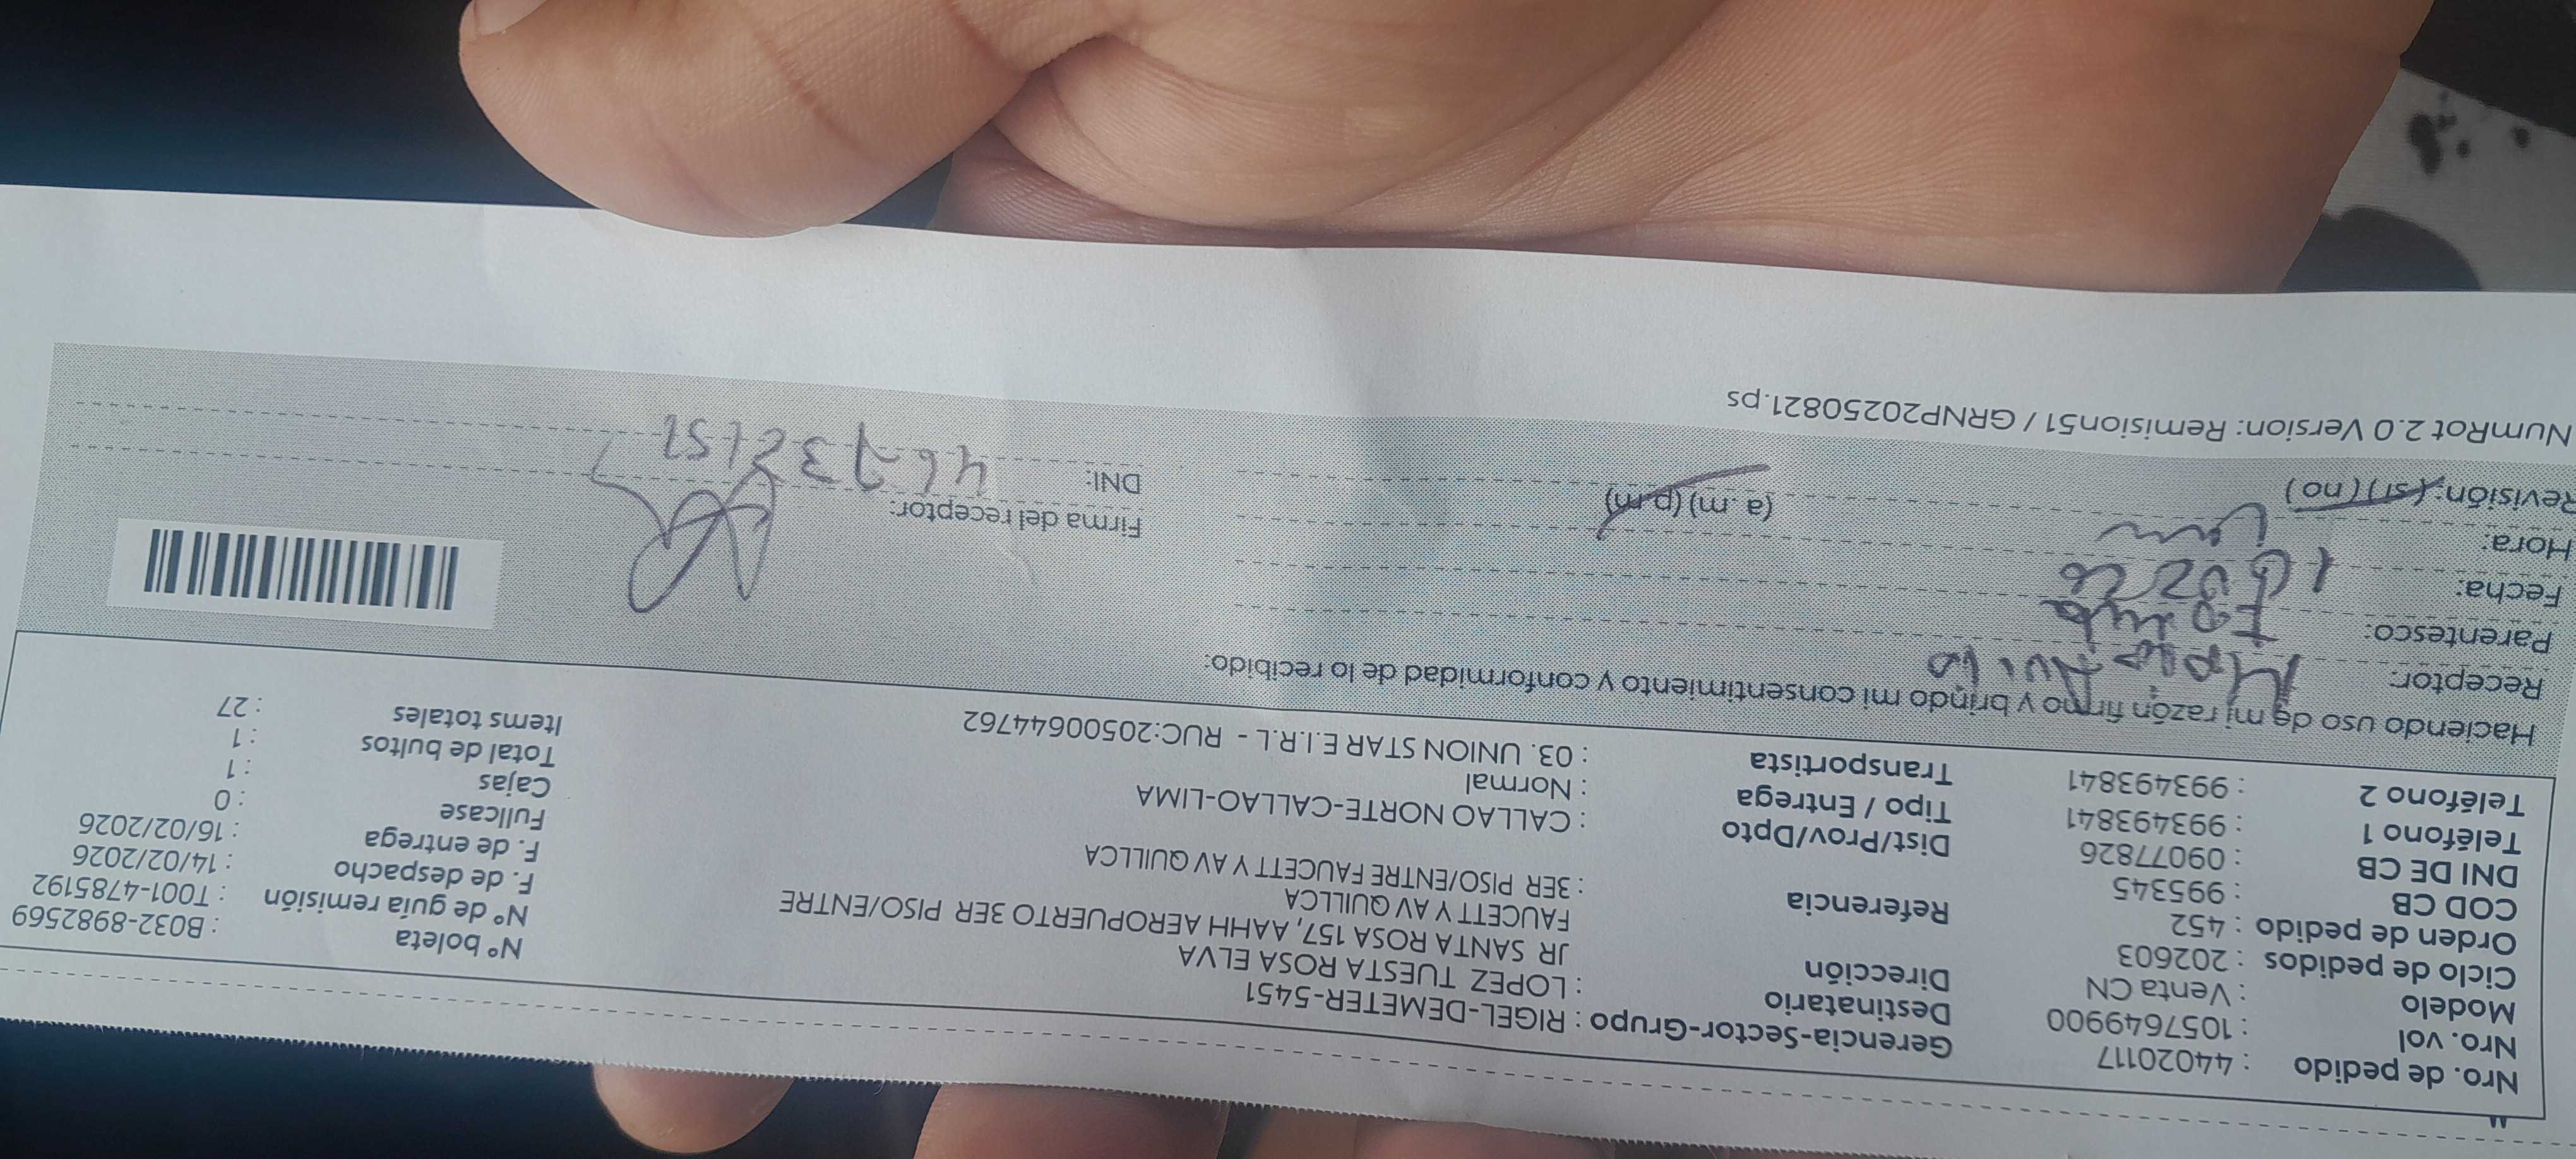 Nro. de pedido : 44020117
Nro. vol : 1057649900
Modelo : Venta CN
Ciclo de pedidos : 202603
Orden de pedido : 452
COD CB : 995345
DNI DE CB : 09077826
Teléfono 1 : 993493841
Teléfono 2 : 993493841
Gerencia-Sector-Grupo : RIGEL-DEMETER-5451
Destinatario : LOPEZ TUESTA ROSA ELVA
Dirección JR SANTA ROSA 157, AAHH AEROPUERTO 3ER PISO/ENTRE
FAUCETT Y AV QUILLCA
Referencia : 3ER PISO/ENTRE FAUCETT Y AV QUILLCA
Dist/Prov/Dpto : CALLAO NORTE-CALLAO-LIMA
Tipo / Entrega : Normal
Transportista : 03. UNION STAR E.I.R.L - RUC:20500644762
Nº boleta : B032-8982569
Nº de guía remisión : T001-4785192
F. de despacho : 14/02/2026
F. de entrega : 16/02/2026
Fullcase : 0
Cajas : 1
Total de bultos : 1
Items totales : 27
Haciendo uso de mi razón firmo y brindo mi consentimiento y conformidad de lo recibido:
Receptor:
Parentesco:
Fecha: 16 02 26
Hora: (a. m) (p. m)
Revisión: (si) (no)
Firma del receptor:
DNI:
NumRot 2.0 Version: Remision51 / GRNP20250821.ps